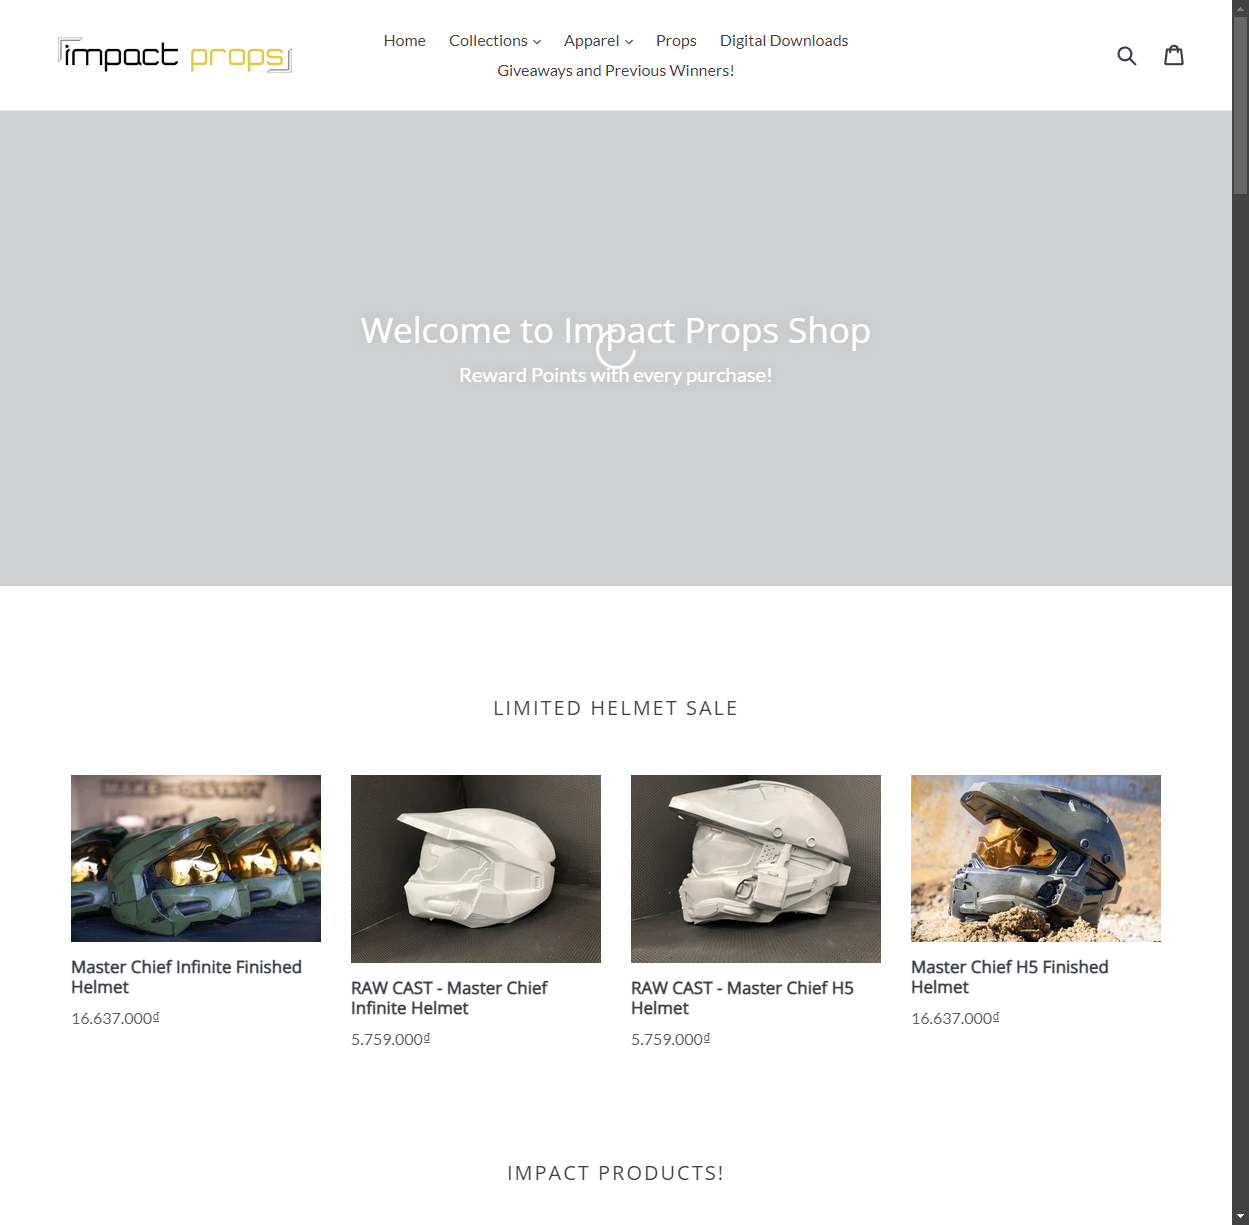 impact props
Home Collections Apparel Props Digital Downloads
Giveaways and Previous Winners!
Welcome to Impact Props Shop
Reward Points with every purchase!
LIMITED HELMET SALE
MAKE DESTROY
Master Chief Infinite Finished
Helmet
16.637.000₫
RAW CAST - Master Chief
Infinite Helmet
5.759.000₫
RAW CAST - Master Chief H5
Helmet
5.759.000₫
Master Chief H5 Finished
Helmet
16.637.000₫
IMPACT PRODUCTS!